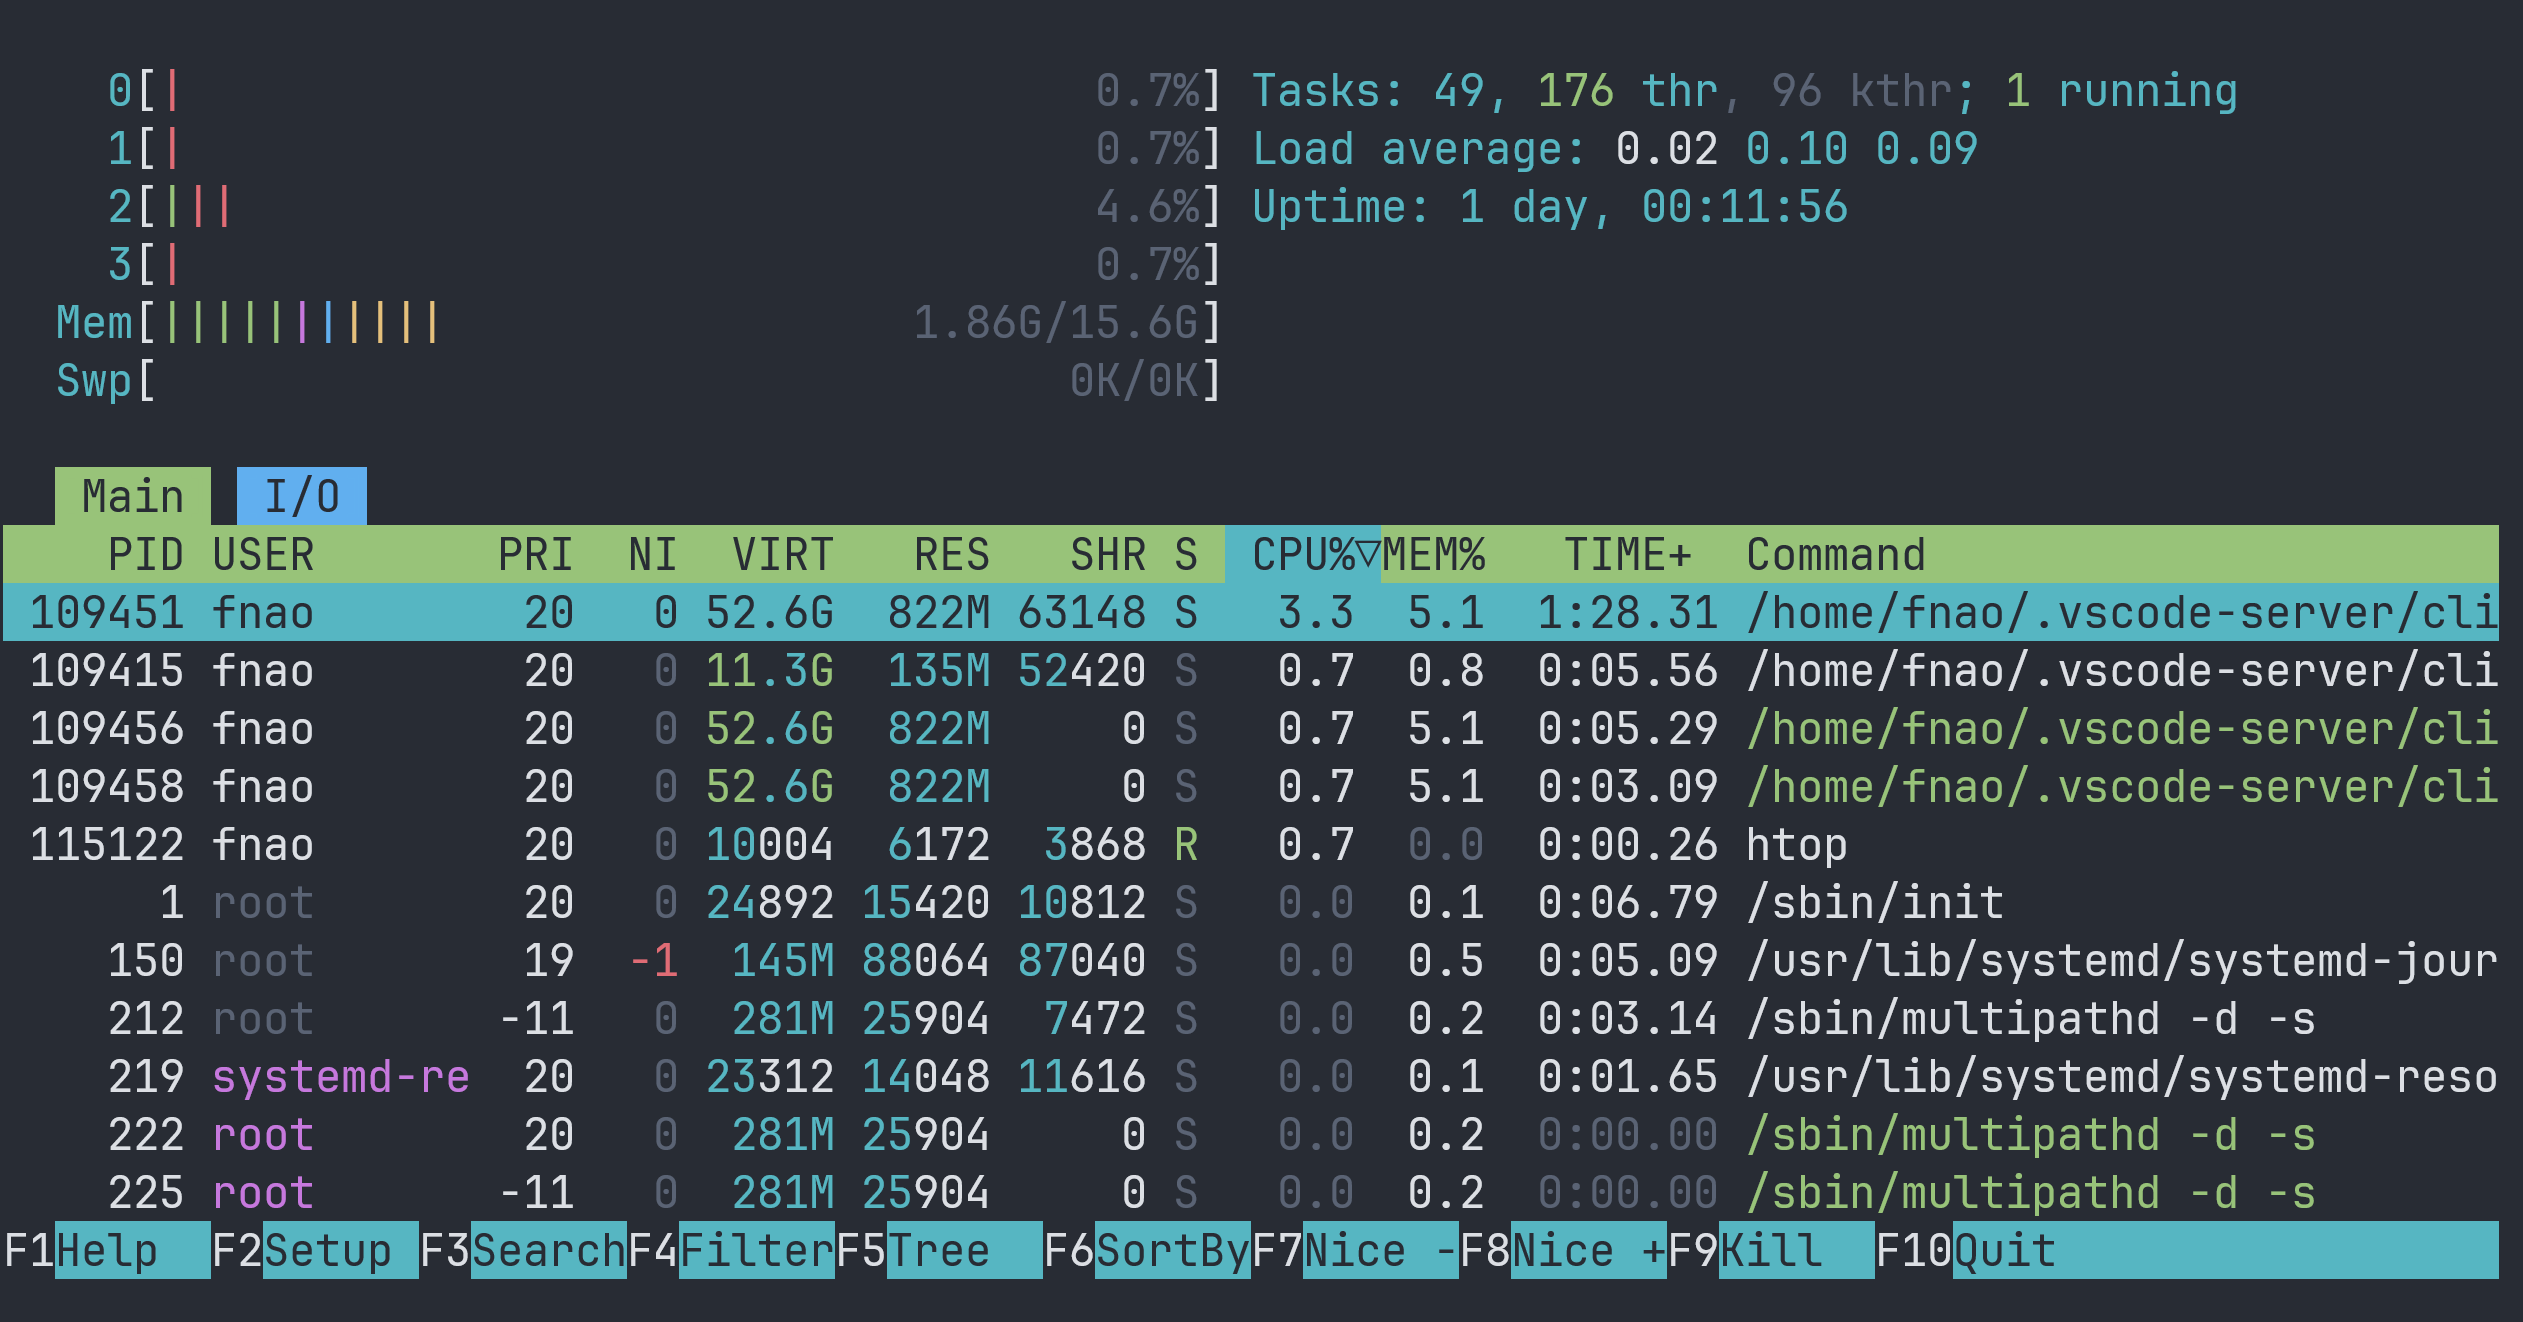 0[| 0.7%] Tasks: 49, 176 thr, 96 kthr; 1 running
1[| 0.7%] Load average: 0.02 0.10 0.09
2[||| 4.6%] Uptime: 1 day, 00:11:56
3[| 0.7%]
Mem[||||||||||| 1.86G/15.6G]
Swp[ 0K/0K]
Main I/O
PID USER PRI NI VIRT RES SHR S CPU%▽MEM% TIME+ Command
109451 fnao 20 0 52.6G 822M 63148 S 3.3 5.1 1:28.31 /home/fnao/.vscode-server/cli
109415 fnao 20 0 11.3G 135M 52420 S 0.7 0.8 0:05.56 /home/fnao/.vscode-server/cli
109456 fnao 20 0 52.6G 822M 0 S 0.7 5.1 0:05.29 /home/fnao/.vscode-server/cli
109458 fnao 20 0 52.6G 822M 0 S 0.7 5.1 0:03.09 /home/fnao/.vscode-server/cli
115122 fnao 20 0 10004 6172 3868 R 0.7 0.0 0:00.26 htop
1 root 20 0 24892 15420 10812 S 0.0 0.1 0:06.79 /sbin/init
150 root 19 -1 145M 88064 87040 S 0.0 0.5 0:05.09 /usr/lib/systemd/systemd-jour
212 root -11 0 281M 25904 7472 S 0.0 0.2 0:03.14 /sbin/multipathd -d -s
219 systemd-re 20 0 23312 14048 11616 S 0.0 0.1 0:01.65 /usr/lib/systemd/systemd-reso
222 root 20 0 281M 25904 0 S 0.0 0.2 0:00.00 /sbin/multipathd -d -s
225 root -11 0 281M 25904 0 S 0.0 0.2 0:00.00 /sbin/multipathd -d -s
F1Help F2Setup F3SearchF4FilterF5Tree F6SortByF7Nice -F8Nice +F9Kill F10Quit